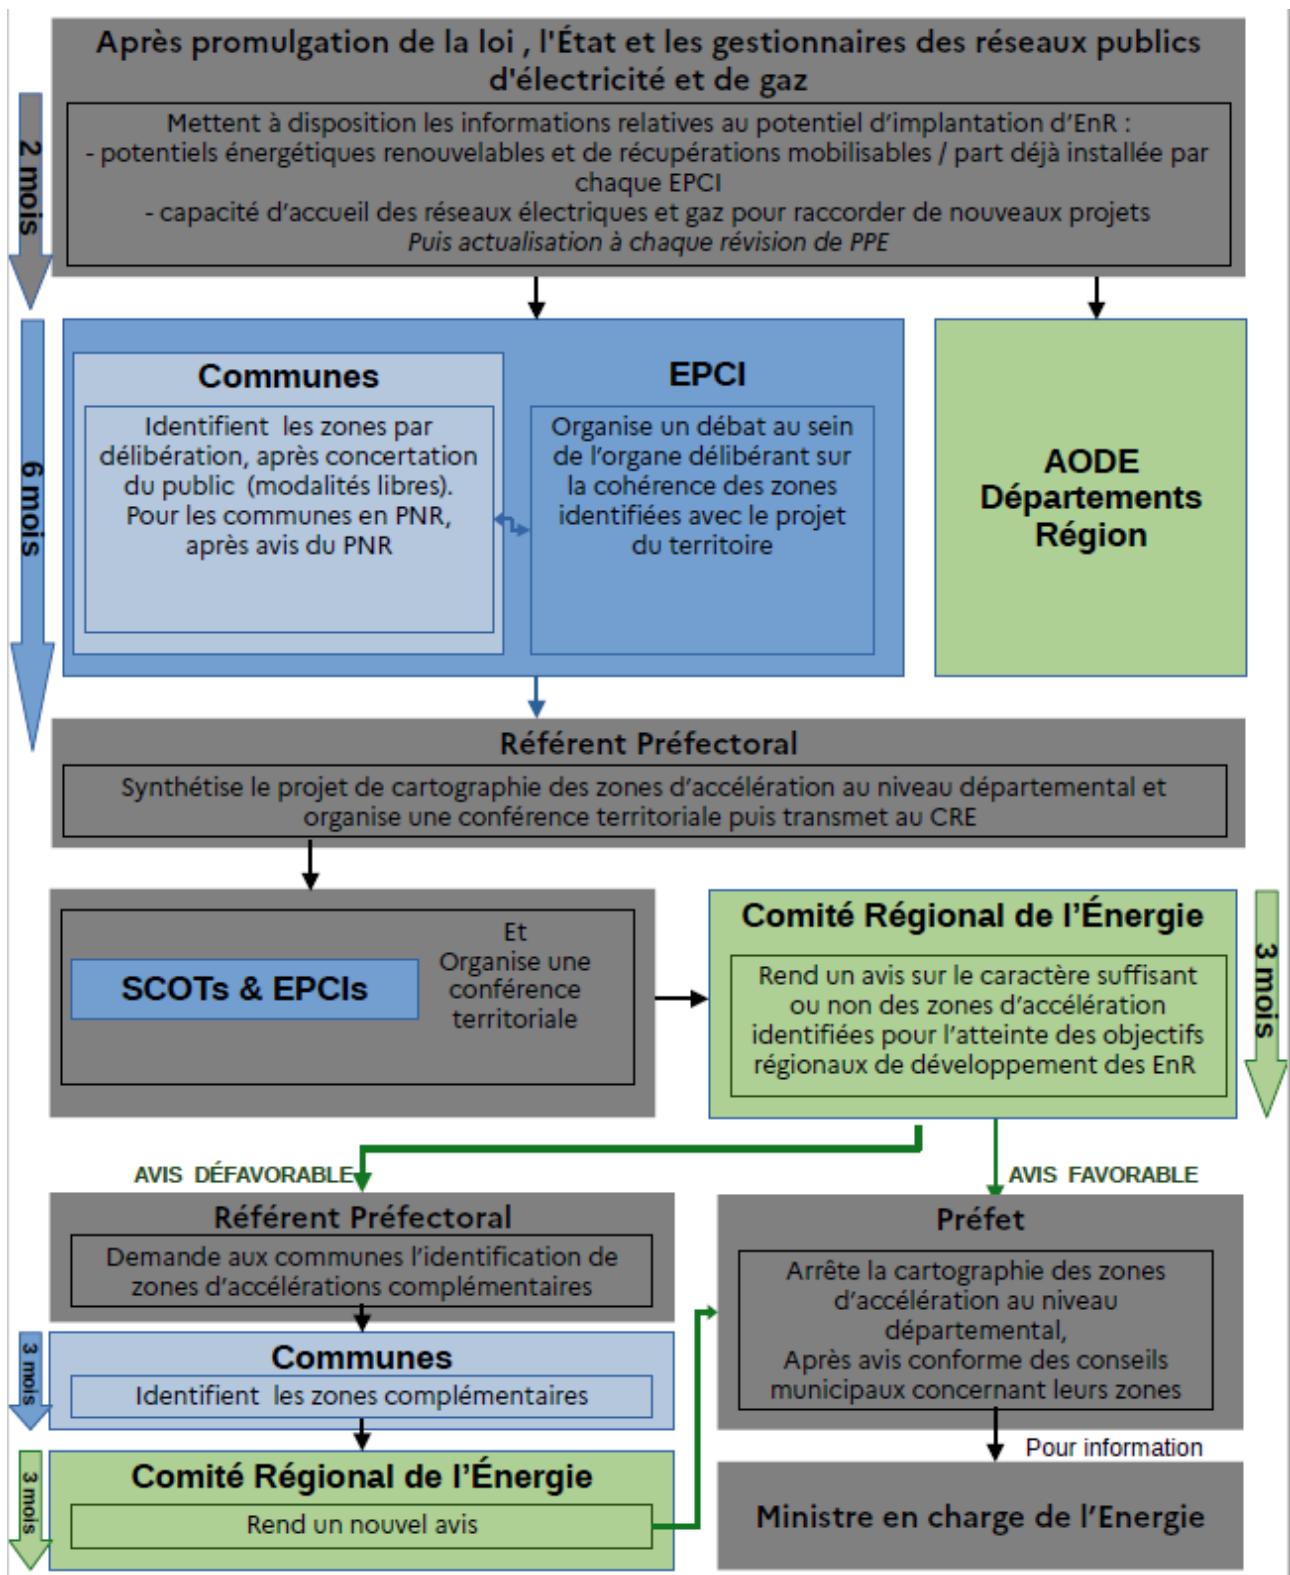 Après promulgation de la loi , l'État et les gestionnaires des réseaux publics
d'électricité et de gaz
2 mois
Mettent à disposition les informations relatives au potentiel d’implantation d’EnR :
- potentiels énergétiques renouvelables et de récupérations mobilisables / part déjà installée par
chaque EPCI
- capacité d’accueil des réseaux électriques et gaz pour raccorder de nouveaux projets
Puis actualisation à chaque révision de PPE
6 mois
Communes
Identifient les zones par
délibération, après concertation
du public (modalités libres).
Pour les communes en PNR,
après avis du PNR
EPCI
Organise un débat au sein
de l’organe délibérant sur
la cohérence des zones
identifiées avec le projet
du territoire
AODE
Départements
Région
Référent Préfectoral
Synthétise le projet de cartographie des zones d’accélération au niveau départemental et
organise une conférence territoriale puis transmet au CRE
SCOTs & EPCIs
Et
Organise une
conférence
territoriale
Comité Régional de l’Énergie
Rend un avis sur le caractère suffisant
ou non des zones d’accélération
identifiées pour l’atteinte des objectifs
régionaux de développement des EnR
3 mois
AVIS DÉFAVORABLE
AVIS FAVORABLE
Référent Préfectoral
Demande aux communes l’identification de
zones d’accélérations complémentaires
3 mois
Communes
Identifient les zones complémentaires
3 mois
Comité Régional de l’Énergie
Rend un nouvel avis
Préfet
Arrête la cartographie des zones
d’accélération au niveau
départemental,
Après avis conforme des conseils
municipaux concernant leurs zones
Pour information
Ministre en charge de l’Energie